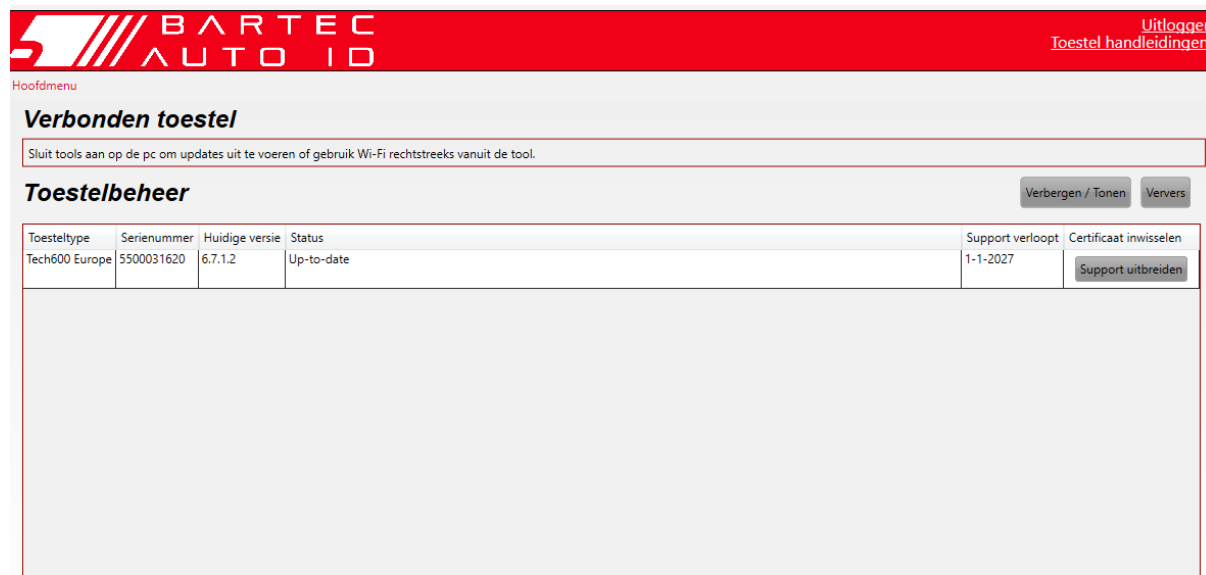 BARTEC
AUTO ID
Uitlogge
Toestel handleidinger
Hoofdmenu
Verbonden toestel
Sluit tools aan op de pc om updates uit te voeren of gebruik Wi-Fi rechtstreeks vanuit de tool.
Toestelbeheer
Verbergen / Tonen Ververs
Toesteltype Serienummer Huidige versie Status Support verloopt Certificaat inwisselen
Tech600 Europe 5500031620 6.7.1.2 Up-to-date 1-1-2027 Support uitbreiden